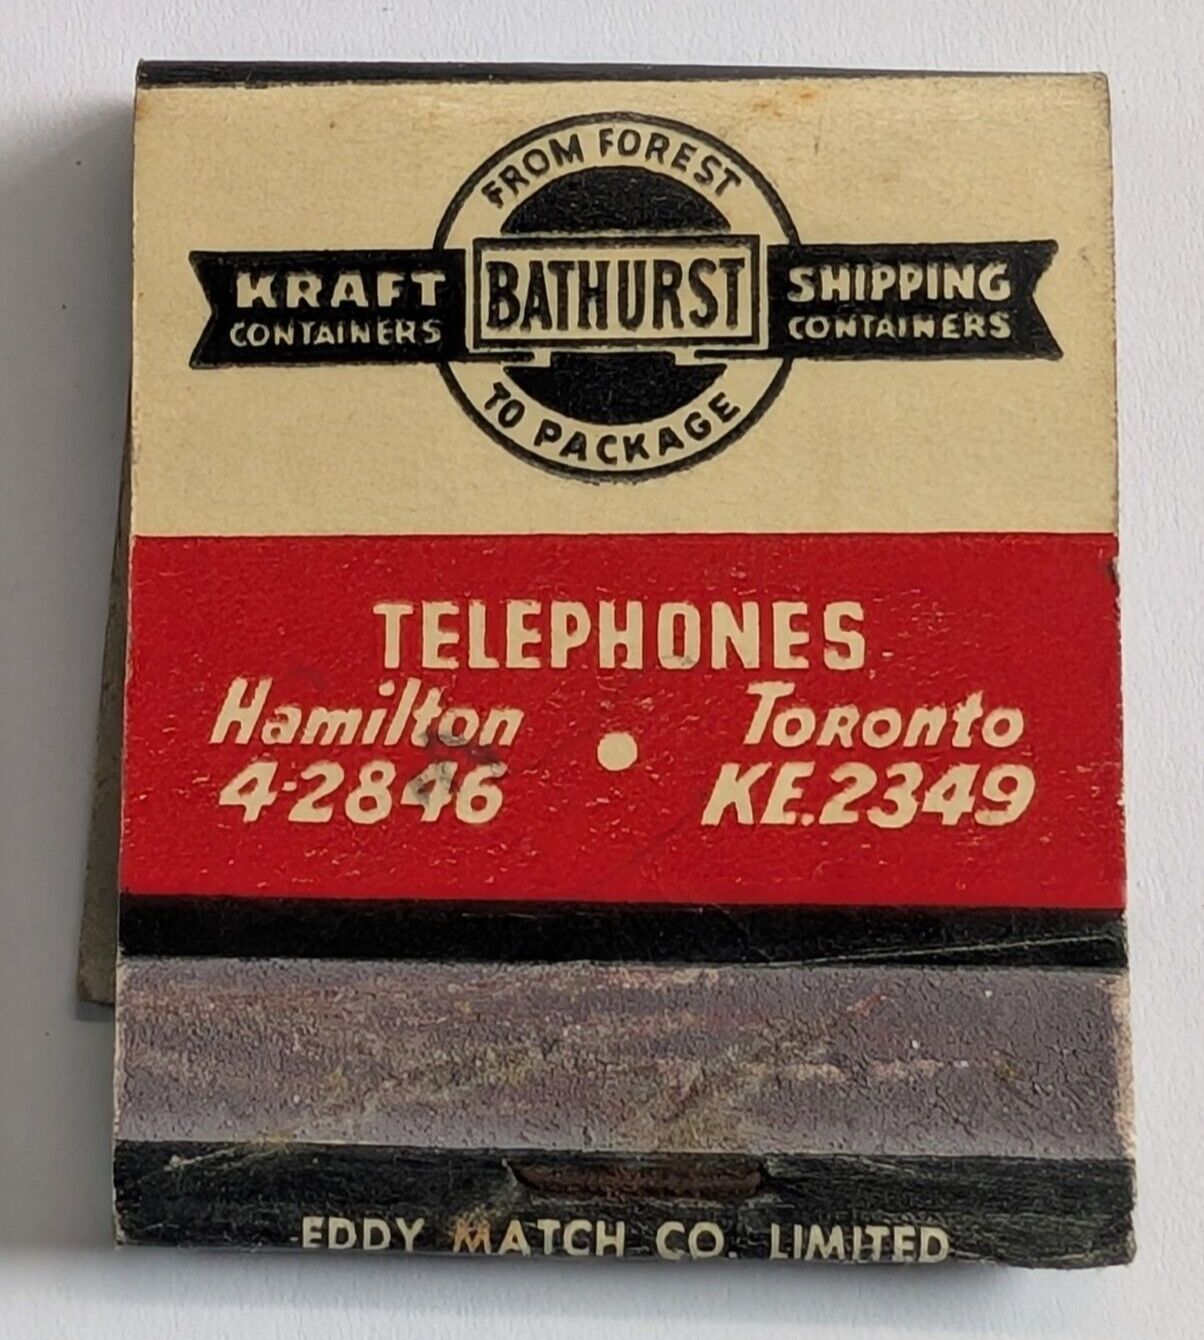 FROM FOREST
KRAFT CONTAINERS
BATHURST
SHIPPING CONTAINERS
TO PACKAGE
TELEPHONES
Hamilton • Toronto
4-2846 KE.2349
EDDY MATCH CO. LIMITED